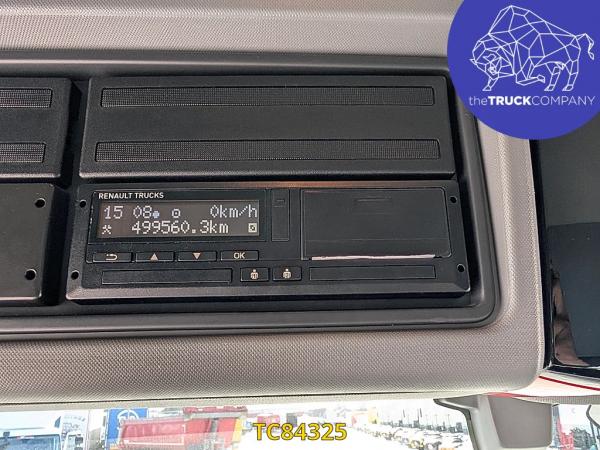 theTRUCKCOMPANY
RENAULT TRUCKS
15 08 0km/h
499560.3km
OK
TC84325